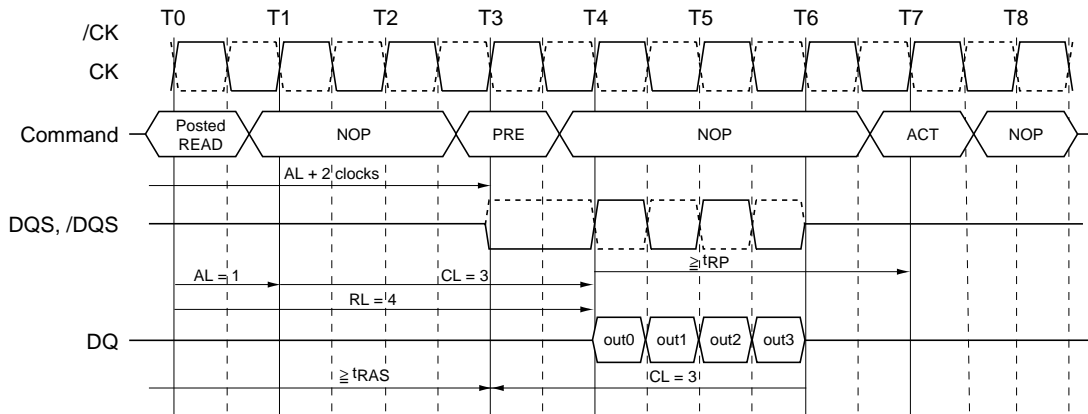 T0 T1 T2 T3 T4 T5 T6 T7 T8
/CK
CK
Command
Posted
READ
NOP
PRE
NOP
ACT
NOP
AL + 2 clocks
DQS, /DQS
≧ tRP
AL = 1
CL = 3
RL = 4
DQ
out0 out1 out2 out3
≧ tRAS
CL = 3